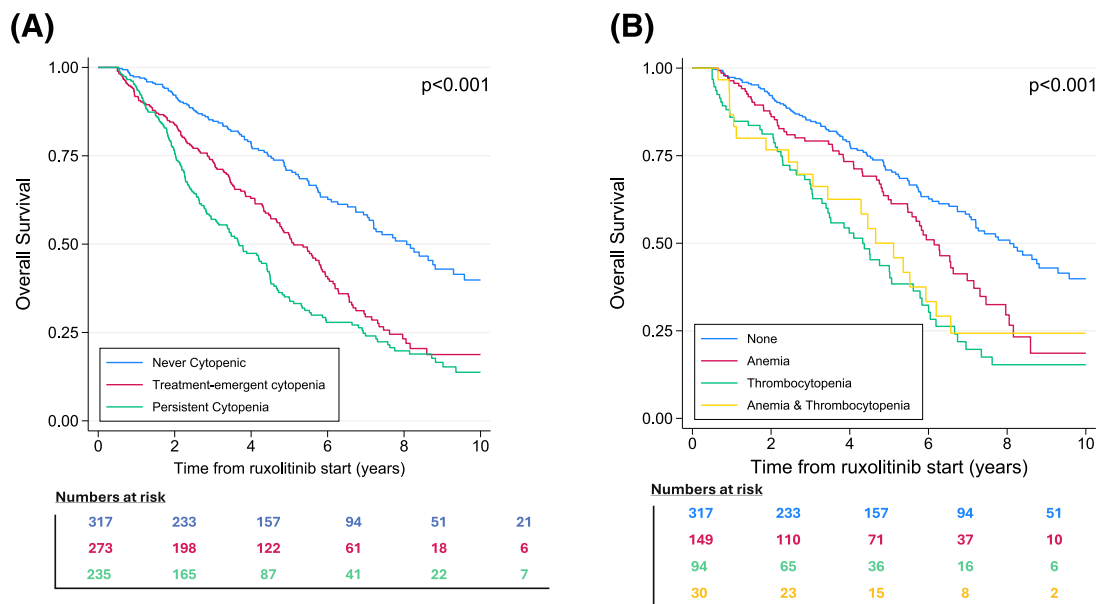 (A)
p<0.001
Overall Survival
1.00
0.75
0.50
0.25
0.00
Never Cytopenic
Treatment-emergent cytopenia
Persistent Cytopenia
0 2 4 6 8 10
Time from ruxolitinib start (years)
Numbers at risk
317 233 157 94 51 21
273 198 122 61 18 6
235 165 87 41 22 7
(B)
p<0.001
Overall Survival
1.00
0.75
0.50
0.25
0.00
None
Anemia
Thrombocytopenia
Anemia & Thrombocytopenia
0 2 4 6 8 10
Time from ruxolitinib start (years)
Numbers at risk
317 233 157 94 51
149 110 71 37 10
94 65 36 16 6
30 23 15 8 2